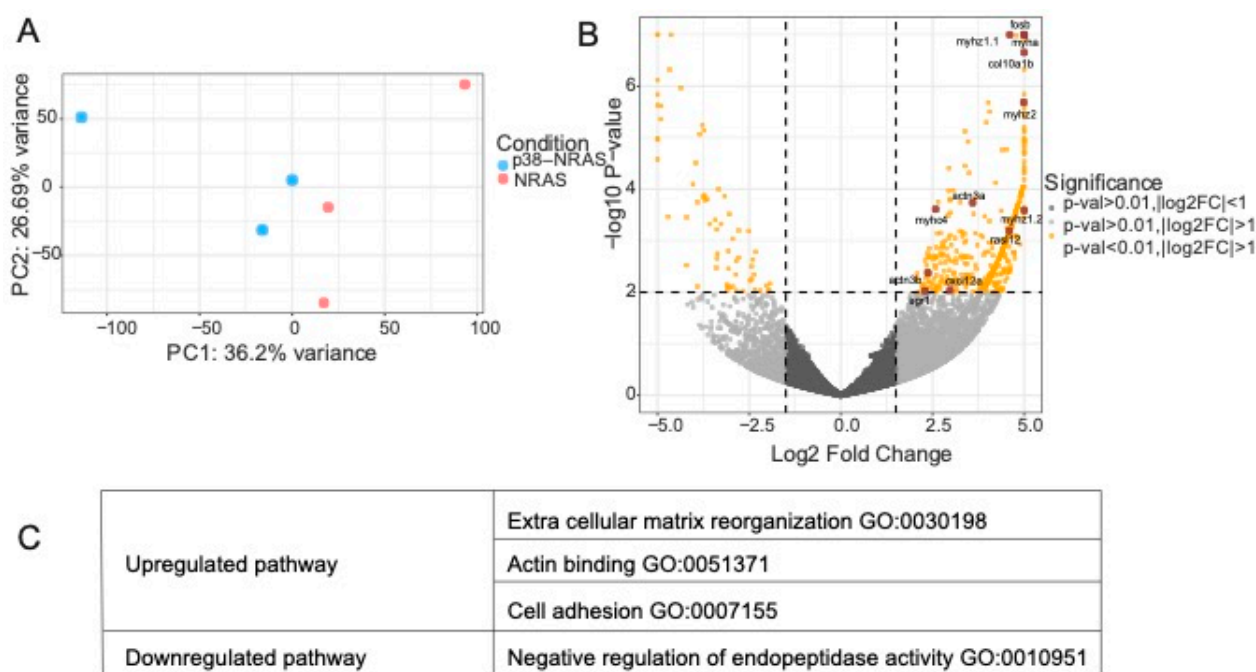 A
PC2: 26.69% variance
50
0
−50
−100
−50
0
50
100
PC1: 36.2% variance
Condition
p38−NRAS
NRAS
B
−log10 P−value
6
4
2
0
−5.0
−2.5
0.0
2.5
5.0
Log2 Fold Change
fosb
myhz1.1
myha
col10a1b
myhz2
actn3a
myho4
myhz1.2
rasl12
actn3b
cxcl12a
Significance
p-val>0.01,|log2FC|<1
p-val>0.01,|log2FC|>1
p-val<0.01,|log2FC|>1
C
Upregulated pathway
Extra cellular matrix reorganization GO:0030198
Actin binding GO:0051371
Cell adhesion GO:0007155
Downregulated pathway
Negative regulation of endopeptidase activity GO:0010951